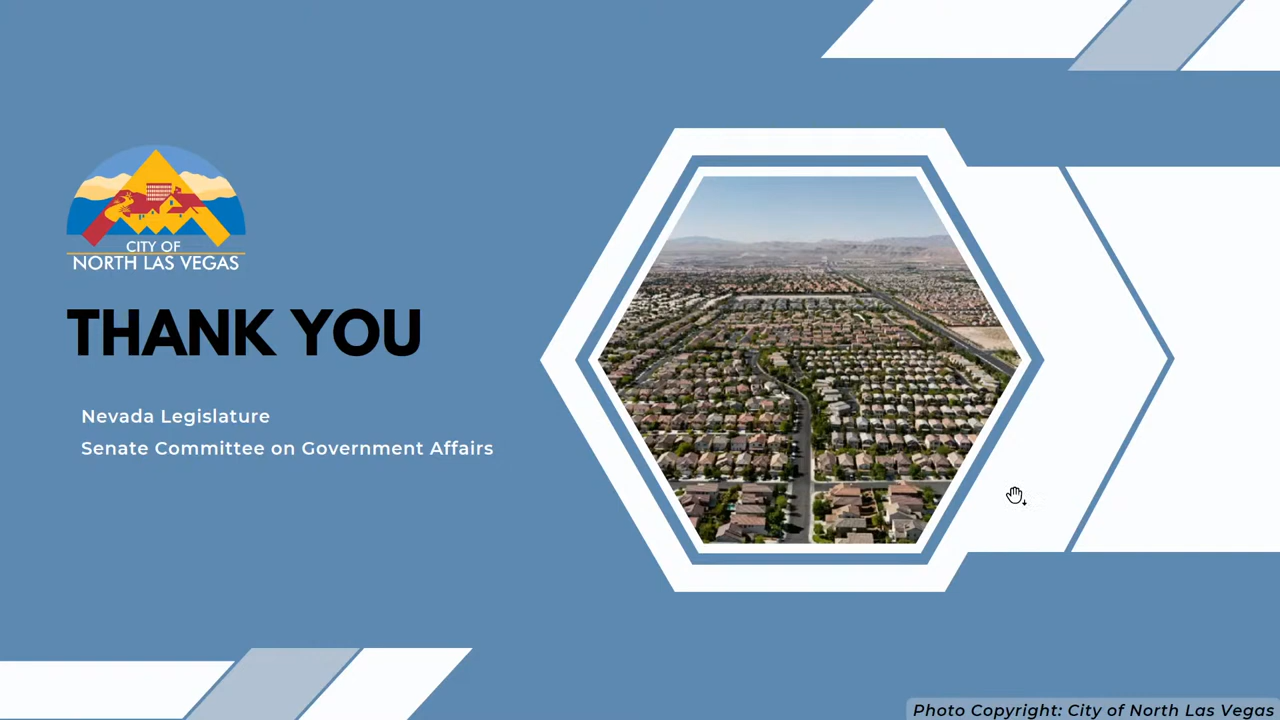 CITY OF
NORTH LAS VEGAS
THANK YOU
Nevada Legislature
Senate Committee on Government Affairs
Photo Copyright: City of North Las Vegas